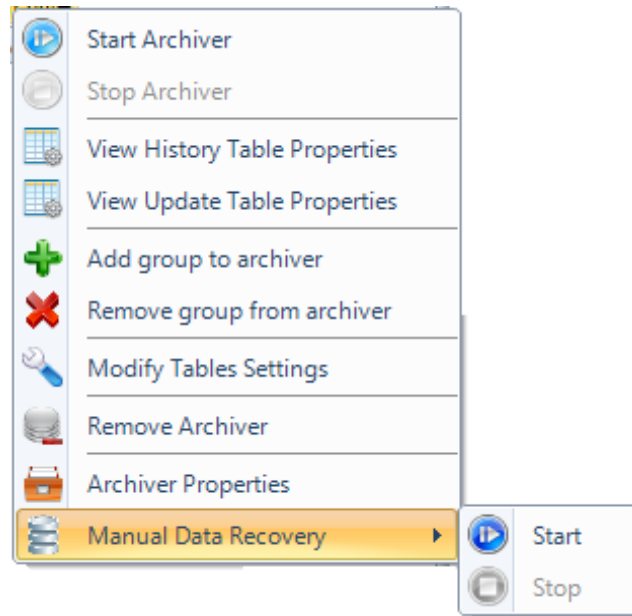 Start Archiver
Stop Archiver
View History Table Properties
View Update Table Properties
Add group to archiver
Remove group from archiver
Modify Tables Settings
Remove Archiver
Archiver Properties
Manual Data Recovery
Start
Stop